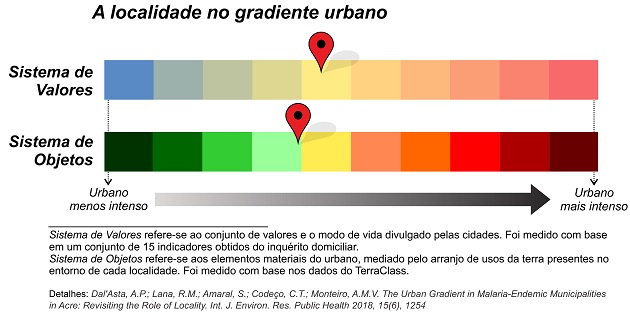 A localidade no gradiente urbano
Sistema de
Valores
Sistema de
Objetos
Urbano
menos intenso
Urbano
mais intenso
Sistema de Valores refere-se ao conjunto de valores e o modo de vida divulgado pelas cidades. Foi medido com base
em um conjunto de 15 indicadores obtidos do inquérito domiciliar.
Sistema de Objetos refere-se aos elementos materiais do urbano, mediado pelo arranjo de usos da terra presentes no
entorno de cada localidade. Foi medido com base nos dados do TerraClass.
Detalhes: Dal'Asta, A.P.; Lana, R.M.; Amaral, S.; Codeço, C.T.; Monteiro, A.M.V. The Urban Gradient in Malaria-Endemic Municipalities
in Acre: Revisiting the Role of Locality. Int. J. Environ. Res. Public Health 2018, 15(6), 1254